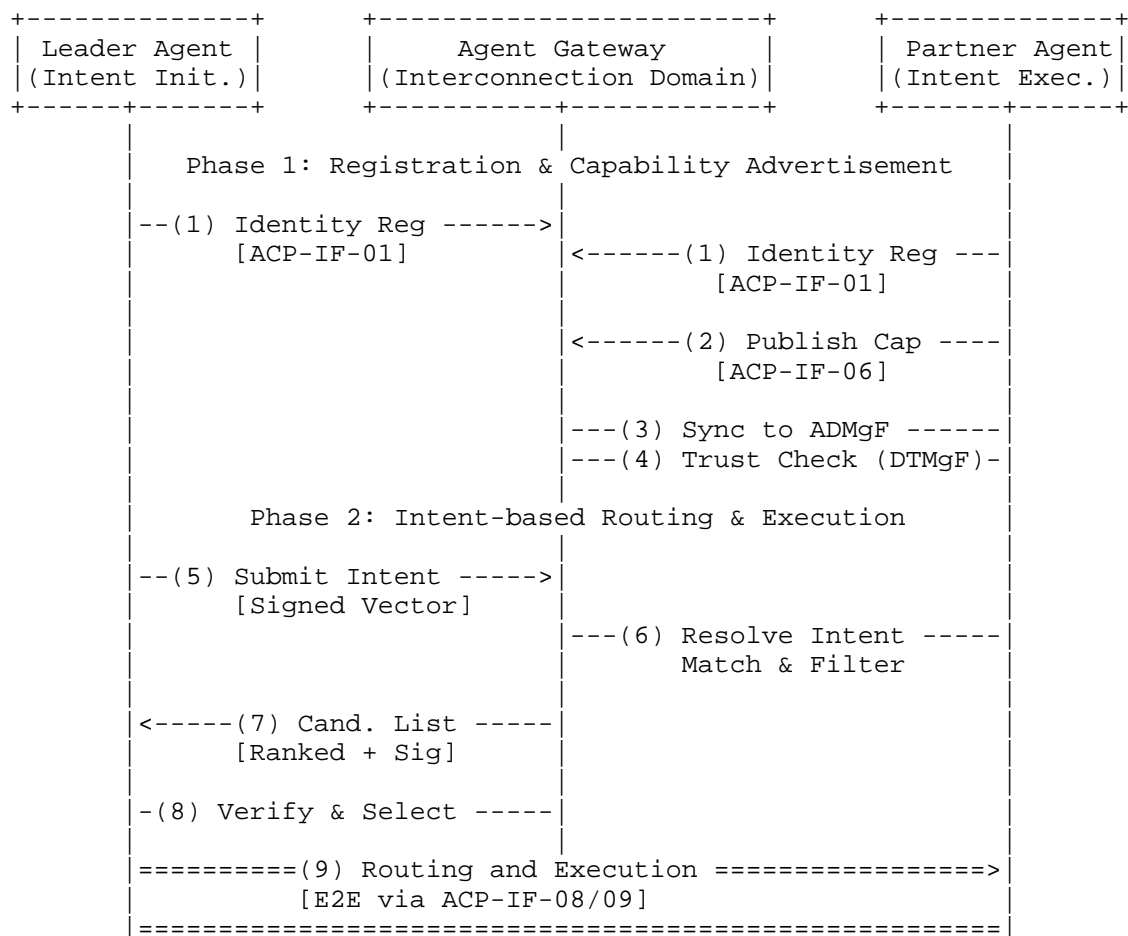 Leader Agent Agent Gateway Partner Agent
(Intent Init.) (Interconnection Domain) (Intent Exec.)
Phase 1: Registration & Capability Advertisement
--(1) Identity Reg ------>
[ACP-IF-01] <------(1) Identity Reg ---
[ACP-IF-01]
<------(2) Publish Cap ----
[ACP-IF-06]
---(3) Sync to ADMgF ------
---(4) Trust Check (DTMgF)-
Phase 2: Intent-based Routing & Execution
--(5) Submit Intent ----->
[Signed Vector]
---(6) Resolve Intent -----
Match & Filter
<-----(7) Cand. List -----
[Ranked + Sig]
-(8) Verify & Select -----
==========(9) Routing and Execution =================>
[E2E via ACP-IF-08/09]